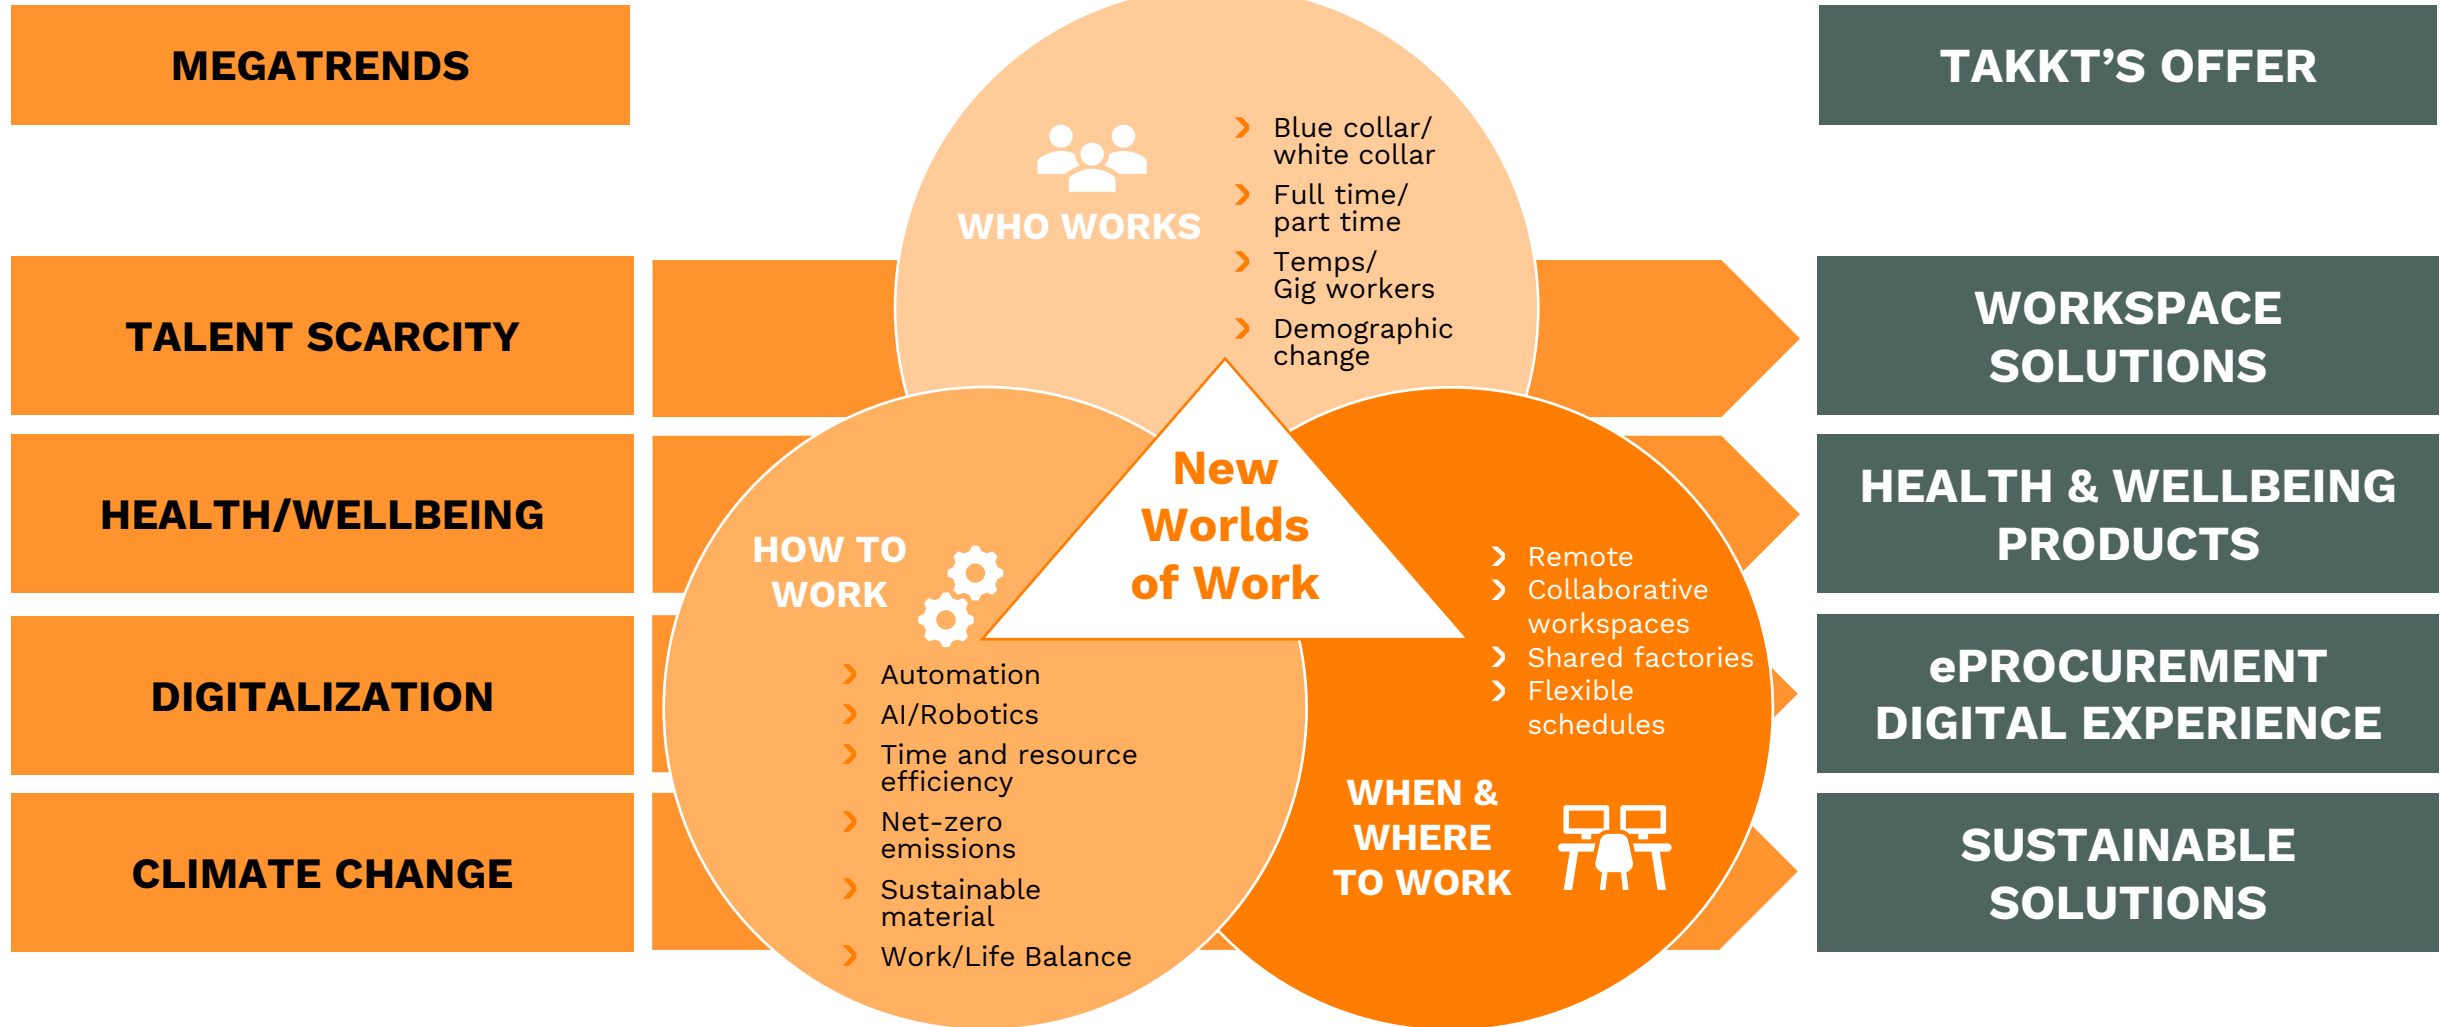 MEGATRENDS
TALENT SCARCITY
HEALTH/WELLBEING
DIGITALIZATION
CLIMATE CHANGE
WHO WORKS
Blue collar/
white collar
Full time/
part time
Temps/
Gig workers
Demographic
change
New
Worlds
of Work
HOW TO
WORK
Automation
AI/Robotics
Time and resource
efficiency
Net-zero
emissions
Sustainable
material
Work/Life Balance
Remote
Collaborative
workspaces
Shared factories
Flexible
schedules
WHEN &
WHERE
TO WORK
TAKKT’S OFFER
WORKSPACE
SOLUTIONS
HEALTH & WELLBEING
PRODUCTS
ePROCUREMENT
DIGITAL EXPERIENCE
SUSTAINABLE
SOLUTIONS